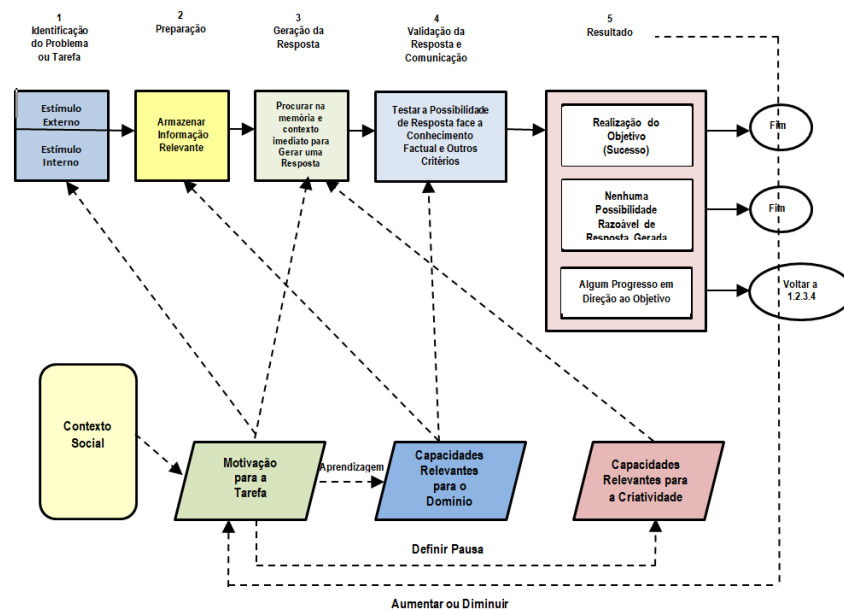 1
Identificação
do Problema
ou Tarefa
2
Preparação
3
Geração da
Resposta
4
Validação da
Resposta e
Comunicação
5
Resultado
Estímulo
Externo
Estímulo
Interno
Armazenar
Informação
Relevante
Procurar na
memória e
contexto
imediato para
Gerar uma
Resposta
Testar a Possibilidade
de Resposta face a
Conhecimento
Factual e Outros
Critérios
Realização do
Objetivo
(Sucesso)
Fim
Nenhuma
Possibilidade
Razoável de
Resposta Gerada
Fim
Algum Progresso em
Direção ao Objetivo
Voltar a
1.2.3.4
Contexto
Social
Motivação
para a
Tarefa
Aprendizagem
Capacidades
Relevantes
para o
Domínio
Capacidades
Relevantes para
a Criatividade
Definir Pausa
Aumentar ou Diminuir